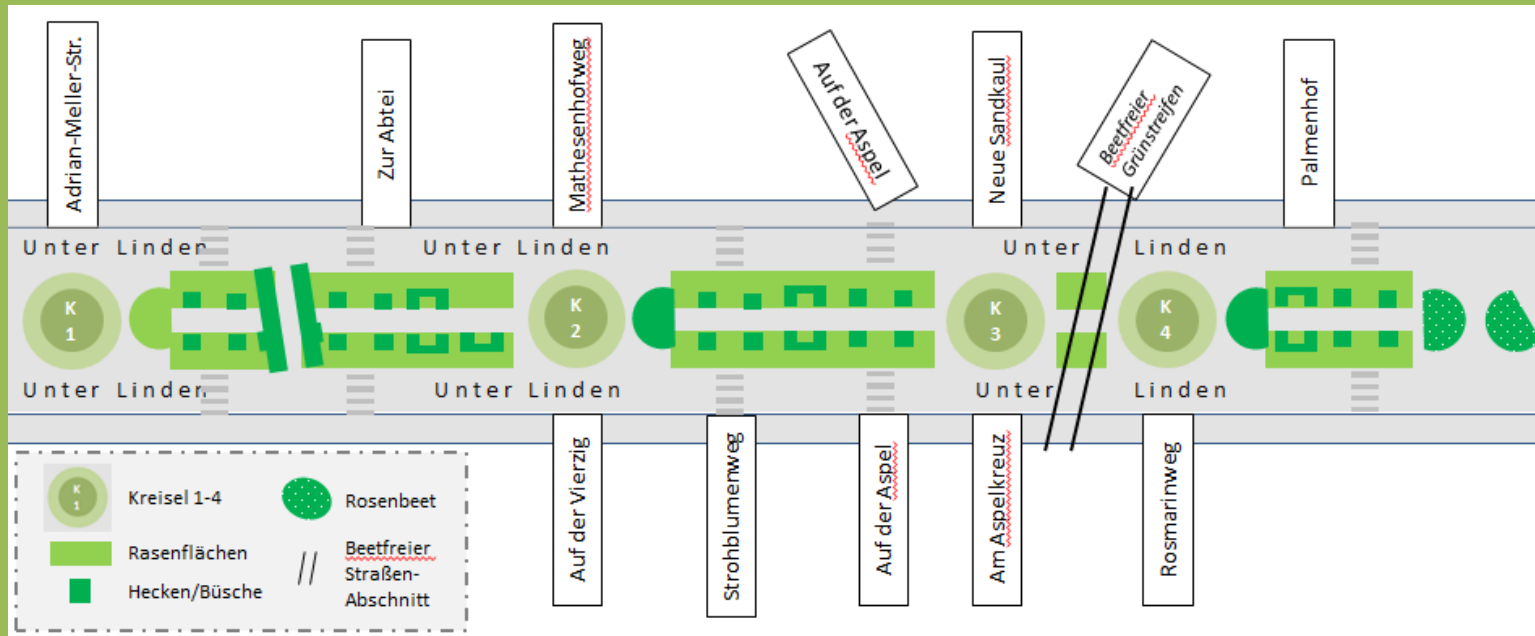 Adrian-Meller-Str.
Zur Abtei
Mathesenhofweg
Auf der Aspel
Neue Sandkaul
Beetfreier
Grünstreifen
Palmenhof
Unter Linden
Unter Linden
Unter Linden
K
1
K
2
K
3
K
4
Unter Linden
Unter Linden
Unter Linden
Auf der Vierzig
Strohblumenweg
Auf der Aspel
Am Aspelkreuz
Rosmarinweg
K
1
Kreisel 1-4
Rosenbeet
Rasenflächen
Hecken/Büsche
Beetfreier
Straßen-
Abschnitt